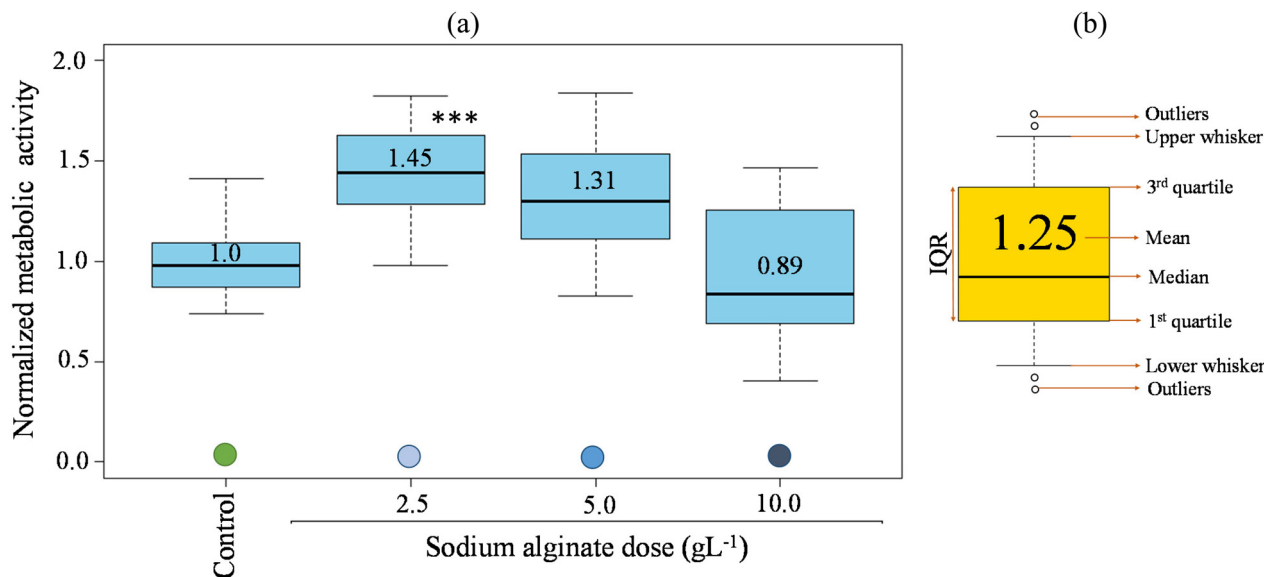 (a)
(b)
Normalized metabolic activity
2.0
1.5
1.0
0.5
0.0
1.0
1.45
***
1.31
0.89
Control
2.5
5.0
10.0
Sodium alginate dose (gL⁻¹)
Outliers
Upper whisker
3rd quartile
IQR
1.25
Mean
Median
1st quartile
Lower whisker
Outliers